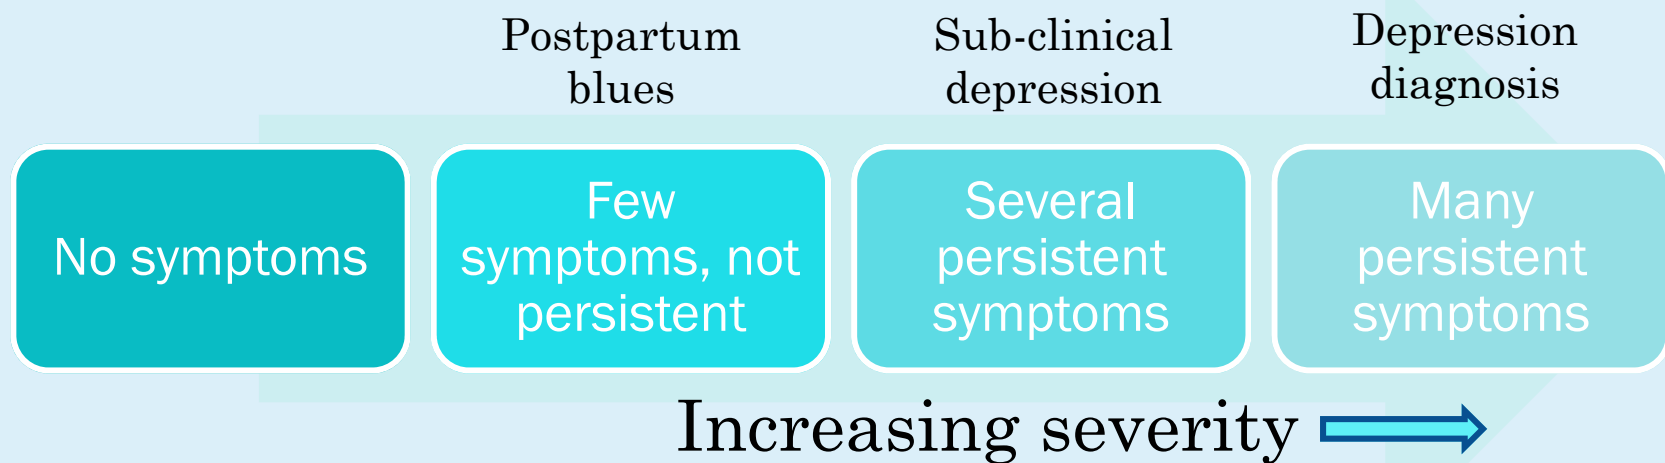 Postpartum
blues
Sub-clinical
depression
Depression
diagnosis
No symptoms
Few
symptoms, not
persistent
Several
persistent
symptoms
Many
persistent
symptoms
Increasing severity